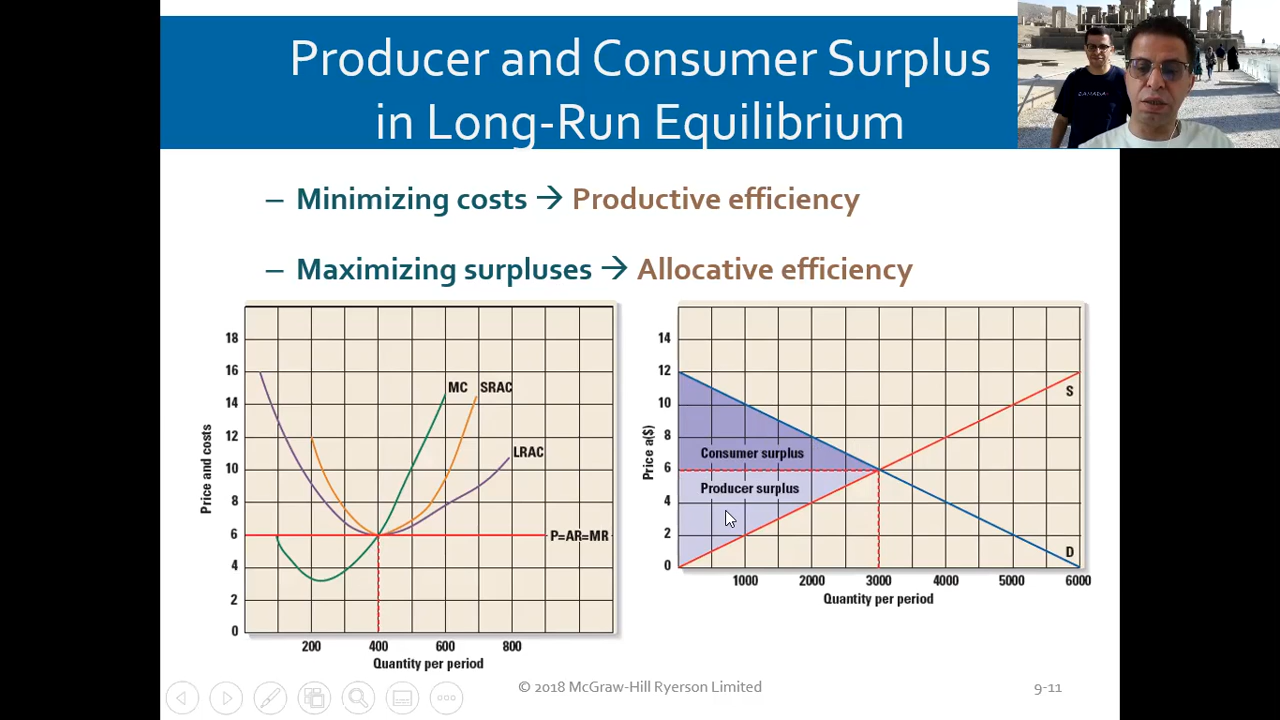 Producer and Consumer Surplus
in Long-Run Equilibrium
CANADA
– Minimizing costs → Productive efficiency
– Maximizing surpluses → Allocative efficiency
Price and costs
18
16
14
12
10
8
6
4
2
0
MC
SRAC
LRAC
P=AR=MR
200
400
600
800
Quantity per period
Price a($)
14
12
10
8
6
4
2
0
Consumer surplus
Producer surplus
S
D
1000
2000
3000
4000
5000
6000
Quantity per period
© 2018 McGraw-Hill Ryerson Limited
9-11